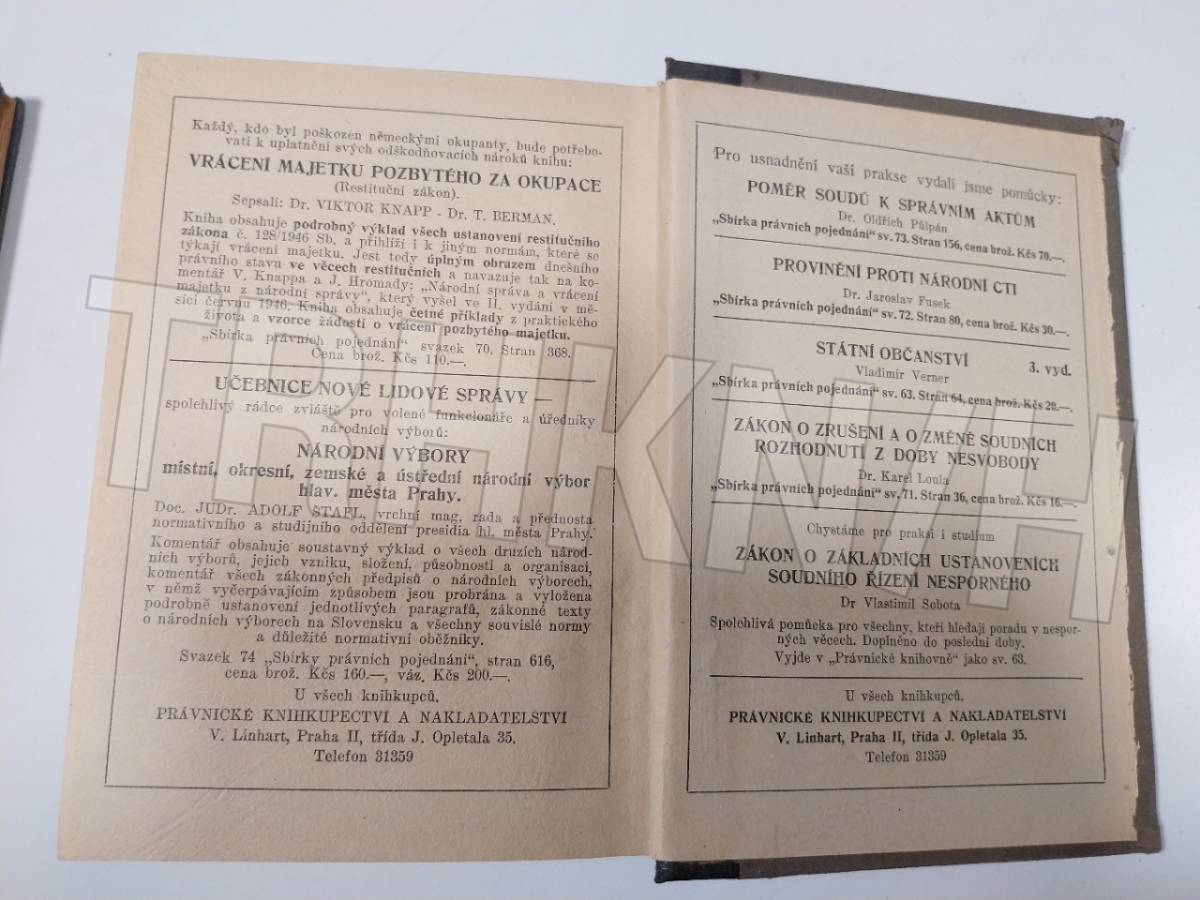 Každý, kdo byl poškozen německými okupanty, bude potřebo-
vati k uplatnění svých odškodňovacích nároků knihu:
VRÁCENÍ MAJETKU POZBYTÉHO ZA OKUPACE
(Restituční zákon).
Sepsali: Dr. VIKTOR KNAPP - Dr. T. BERMAN.
Kniha obsahuje podrobný výklad všech ustanovení restitučního
zákona č. 128/1946 Sb. a přihlíží i k jiným normám, které se
týkají vrácení majetku. Jest tedy úplným obrazem dnešního
právního stavu ve věcech restitučních a navazuje tak na ko-
mentář V. Knappa a J. Hromady: „Národní správa a vrácení
majetku z národní správy“, který vyšel ve II. vydání v mě-
síci červnu 1946. Kniha obsahuje četné příklady z praktického
života a vzorce žádostí o vrácení pozbytého majetku.
„Sbírka právních pojednání“ svazek 70. Stran 368.
Cena brož. Kčs 110.—.
UČEBNICE NOVÉ LIDOVÉ SPRÁVY —
spolehlivý rádce zvláště pro volené funkcionáře a úředníky
národních výborů:
NÁRODNÍ VÝBORY
místní, okresní, zemské a ústřední národní výbor
hlav. města Prahy.
Doc. JUDr. ADOLF ŠTAFL, vrchní mag. rada a přednosta
normativního a studijního oddělení presidia hl. města Prahy.
Komentář obsahuje soustavný výklad o všech druzích národ-
ních výborů, jejich vzniku, složení, působnosti a organisaci,
komentář všech zákonných předpisů o národních výborech,
v němž vyčerpávajícím způsobem jsou probrána a vyložena
podrobně ustanovení jednotlivých paragrafů, zákonné texty
o národních výborech na Slovensku a všechny souvislé normy
a důležité normativní oběžníky.
Svazek 74 „Sbírky právních pojednání“, stran 616,
cena brož. Kčs 160.—, váz. Kčs 200.—.
U všech knihkupců.
PRÁVNICKÉ KNIHKUPECTVÍ A NAKLADATELSTVÍ
V. Linhart, Praha II, třída J. Opletala 35.
Telefon 31359
Pro usnadnění vaší prakse vydali jsme pomůcky:
POMĚR SOUDŮ K SPRÁVNÍM AKTŮM
Dr. Oldřich Půlpán
„Sbírka právních pojednání“ sv. 73. Stran 156, cena brož. Kčs 70.—.
PROVINĚNÍ PROTI NÁRODNÍ CTI
Dr. Jaroslav Fusek
„Sbírka právních pojednání“ sv. 72. Stran 80, cena brož. Kčs 30.—.
STÁTNÍ OBČANSTVÍ 3. vyd.
Vladimír Verner
„Sbírka právních pojednání“ sv. 63. Stran 64, cena brož. Kčs 20.—.
ZÁKON O ZRUŠENÍ A O ZMĚNĚ SOUDNÍCH
ROZHODNUTÍ Z DOBY NESVOBODY
Dr. Karel Loula
„Sbírka právních pojednání“ sv. 71. Stran 36, cena brož. Kčs 16.—.
Chystáme pro praksi i studium
ZÁKON O ZÁKLADNÍCH USTANOVENÍCH
SOUDNÍHO ŘÍZENÍ NESPORNÉHO
Dr Vlastimil Sobota
Spolehlivá pomůcka pro všechny, kteří hledají poradu v nespor-
ných věcech. Doplněno do poslední doby.
Vyjde v „Právnické knihovně“ jako sv. 63.
U všech knihkupců.
PRÁVNICKÉ KNIHKUPECTVÍ A NAKLADATELSTVÍ
V. Linhart, Praha II, třída J. Opletala 35.
Telefon 31359
TRHKNIH